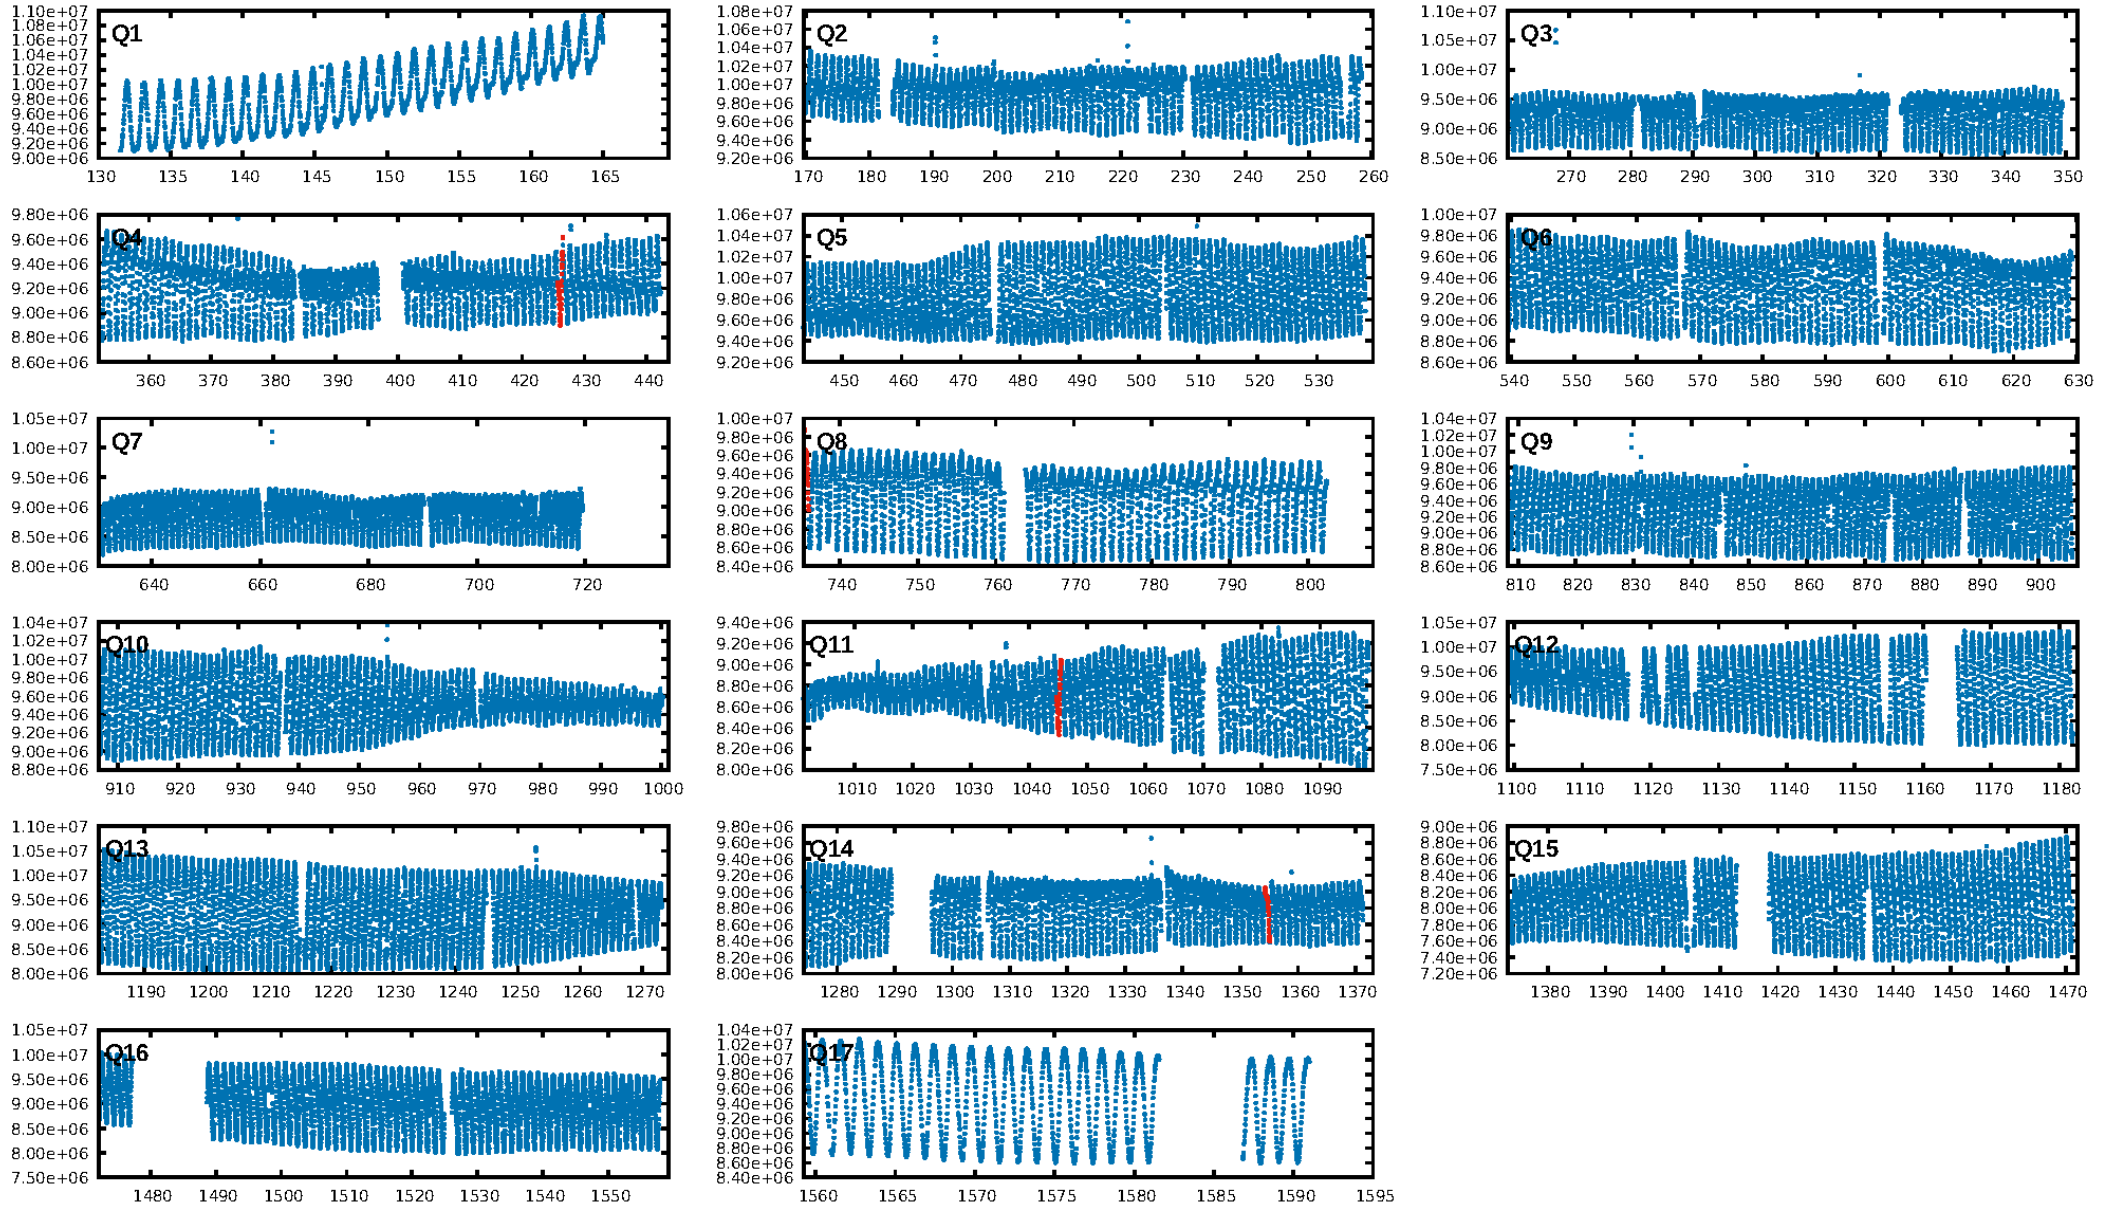 1.10e+07 1.08e+07 1.06e+07 1.04e+07 1.02e+07 1.00e+07 9.80e+06 9.60e+06 9.40e+06 9.20e+06 9.00e+06
Q1
130 135 140 145 150 155 160 165
1.08e+07 1.06e+07 1.04e+07 1.02e+07 1.00e+07 9.80e+06 9.60e+06 9.40e+06 9.20e+06
Q2
170 180 190 200 210 220 230 240 250 260
1.10e+07 1.05e+07 1.00e+07 9.50e+06 9.00e+06 8.50e+06
Q3
270 280 290 300 310 320 330 340 350
9.80e+06 9.60e+06 9.40e+06 9.20e+06 9.00e+06 8.80e+06 8.60e+06
Q4
360 370 380 390 400 410 420 430 440
1.06e+07 1.04e+07 1.02e+07 1.00e+07 9.80e+06 9.60e+06 9.40e+06 9.20e+06
Q5
450 460 470 480 490 500 510 520 530
1.00e+07 9.80e+06 9.60e+06 9.40e+06 9.20e+06 9.00e+06 8.80e+06 8.60e+06
Q6
540 550 560 570 580 590 600 610 620 630
1.05e+07 1.00e+07 9.50e+06 9.00e+06 8.50e+06 8.00e+06
Q7
640 660 680 700 720
1.00e+07 9.80e+06 9.60e+06 9.40e+06 9.20e+06 9.00e+06 8.80e+06 8.60e+06 8.40e+06
Q8
740 750 760 770 780 790 800
1.04e+07 1.02e+07 1.00e+07 9.80e+06 9.60e+06 9.40e+06 9.20e+06 9.00e+06 8.80e+06 8.60e+06
Q9
810 820 830 840 850 860 870 880 890 900
1.04e+07 1.02e+07 1.00e+07 9.80e+06 9.60e+06 9.40e+06 9.20e+06 9.00e+06 8.80e+06
Q10
910 920 930 940 950 960 970 980 990 1000
9.40e+06 9.20e+06 9.00e+06 8.80e+06 8.60e+06 8.40e+06 8.20e+06 8.00e+06
Q11
1010 1020 1030 1040 1050 1060 1070 1080 1090
1.05e+07 1.00e+07 9.50e+06 9.00e+06 8.50e+06 8.00e+06 7.50e+06
Q12
1100 1110 1120 1130 1140 1150 1160 1170 1180
1.10e+07 1.05e+07 1.00e+07 9.50e+06 9.00e+06 8.50e+06 8.00e+06
Q13
1190 1200 1210 1220 1230 1240 1250 1260 1270
9.80e+06 9.60e+06 9.40e+06 9.20e+06 9.00e+06 8.80e+06 8.60e+06 8.40e+06 8.20e+06 8.00e+06
Q14
1280 1290 1300 1310 1320 1330 1340 1350 1360 1370
9.00e+06 8.80e+06 8.60e+06 8.40e+06 8.20e+06 8.00e+06 7.80e+06 7.60e+06 7.40e+06 7.20e+06
Q15
1380 1390 1400 1410 1420 1430 1440 1450 1460 1470
1.05e+07 1.00e+07 9.50e+06 9.00e+06 8.50e+06 8.00e+06 7.50e+06
Q16
1480 1490 1500 1510 1520 1530 1540 1550
1.04e+07 1.02e+07 1.00e+07 9.80e+06 9.60e+06 9.40e+06 9.20e+06 9.00e+06 8.80e+06 8.60e+06 8.40e+06
Q17
1560 1565 1570 1575 1580 1585 1590 1595